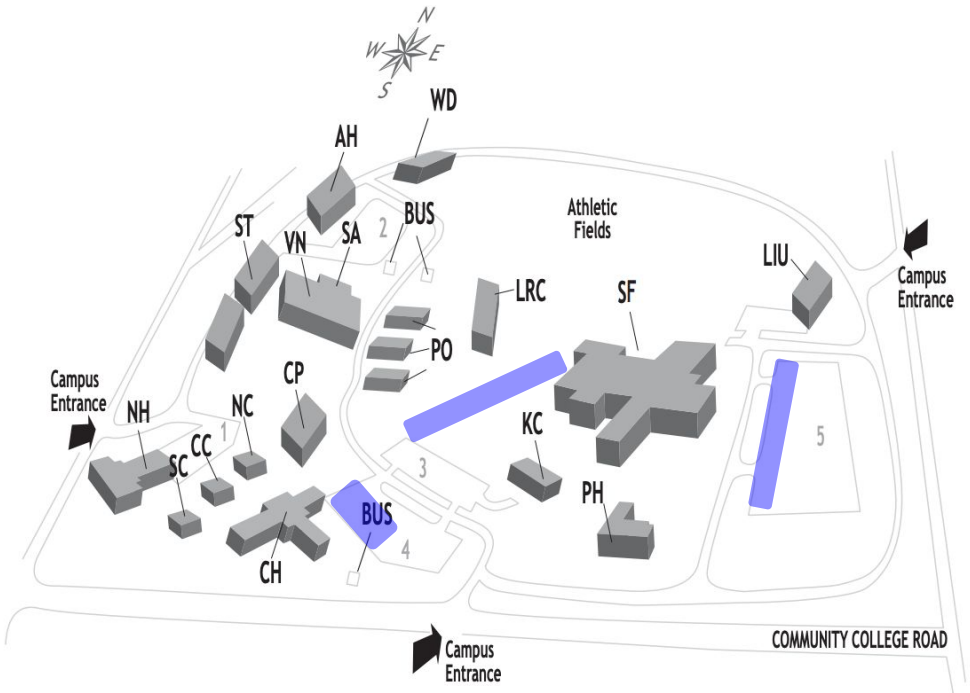 N
W
E
S
WD
AH
BUS
2
ST
VN
SA
Athletic
Fields
LIU
Campus
Entrance
LRC
SF
PO
CP
Campus
Entrance
NH
NC
1
CC
SC
KC
3
5
PH
BUS
4
CH
COMMUNITY COLLEGE ROAD
Campus
Entrance